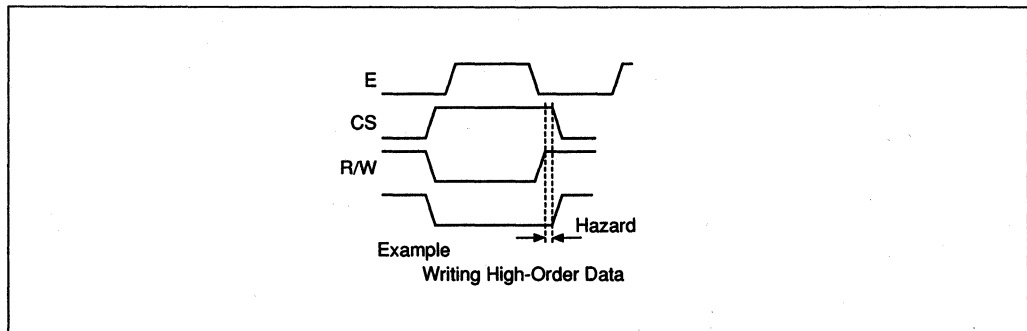 E
CS
R/W
Hazard
Example
Writing High-Order Data